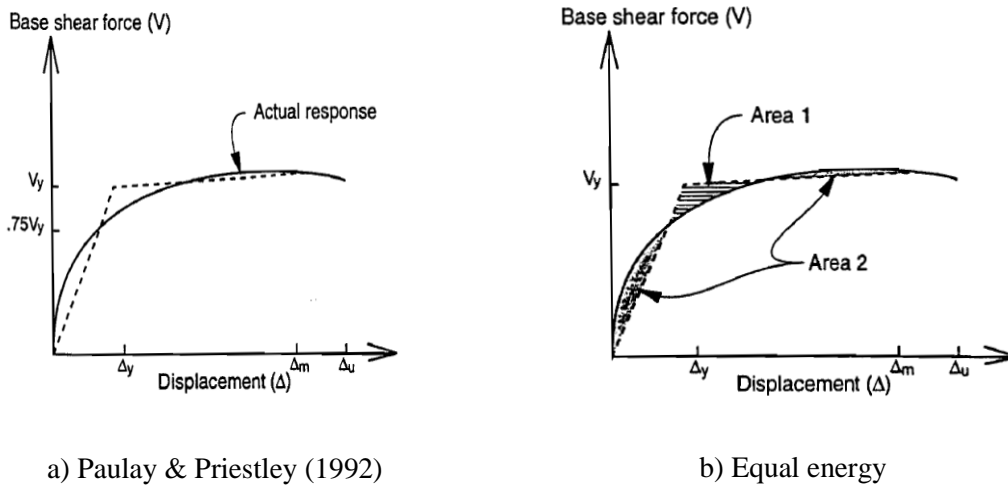 Base shear force (V)
Actual response
Vy
.75Vy
Δy
Δm
Δu
Displacement (Δ)
a) Paulay & Priestley (1992)
Base shear force (V)
Area 1
Vy
Area 2
Δy
Δm
Δu
Displacement (Δ)
b) Equal energy